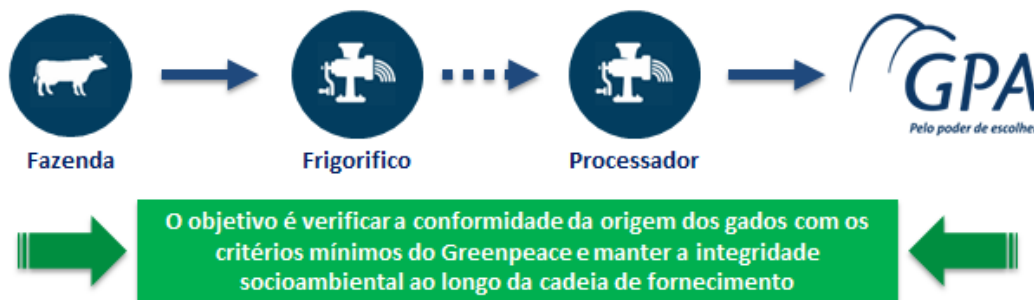 GPA
Pelo poder de escolher
Fazenda
Frigorifico
Processador
O objetivo é verificar a conformidade da origem dos gados com os
critérios mínimos do Greenpeace e manter a integridade
socioambiental ao longo da cadeia de fornecimento